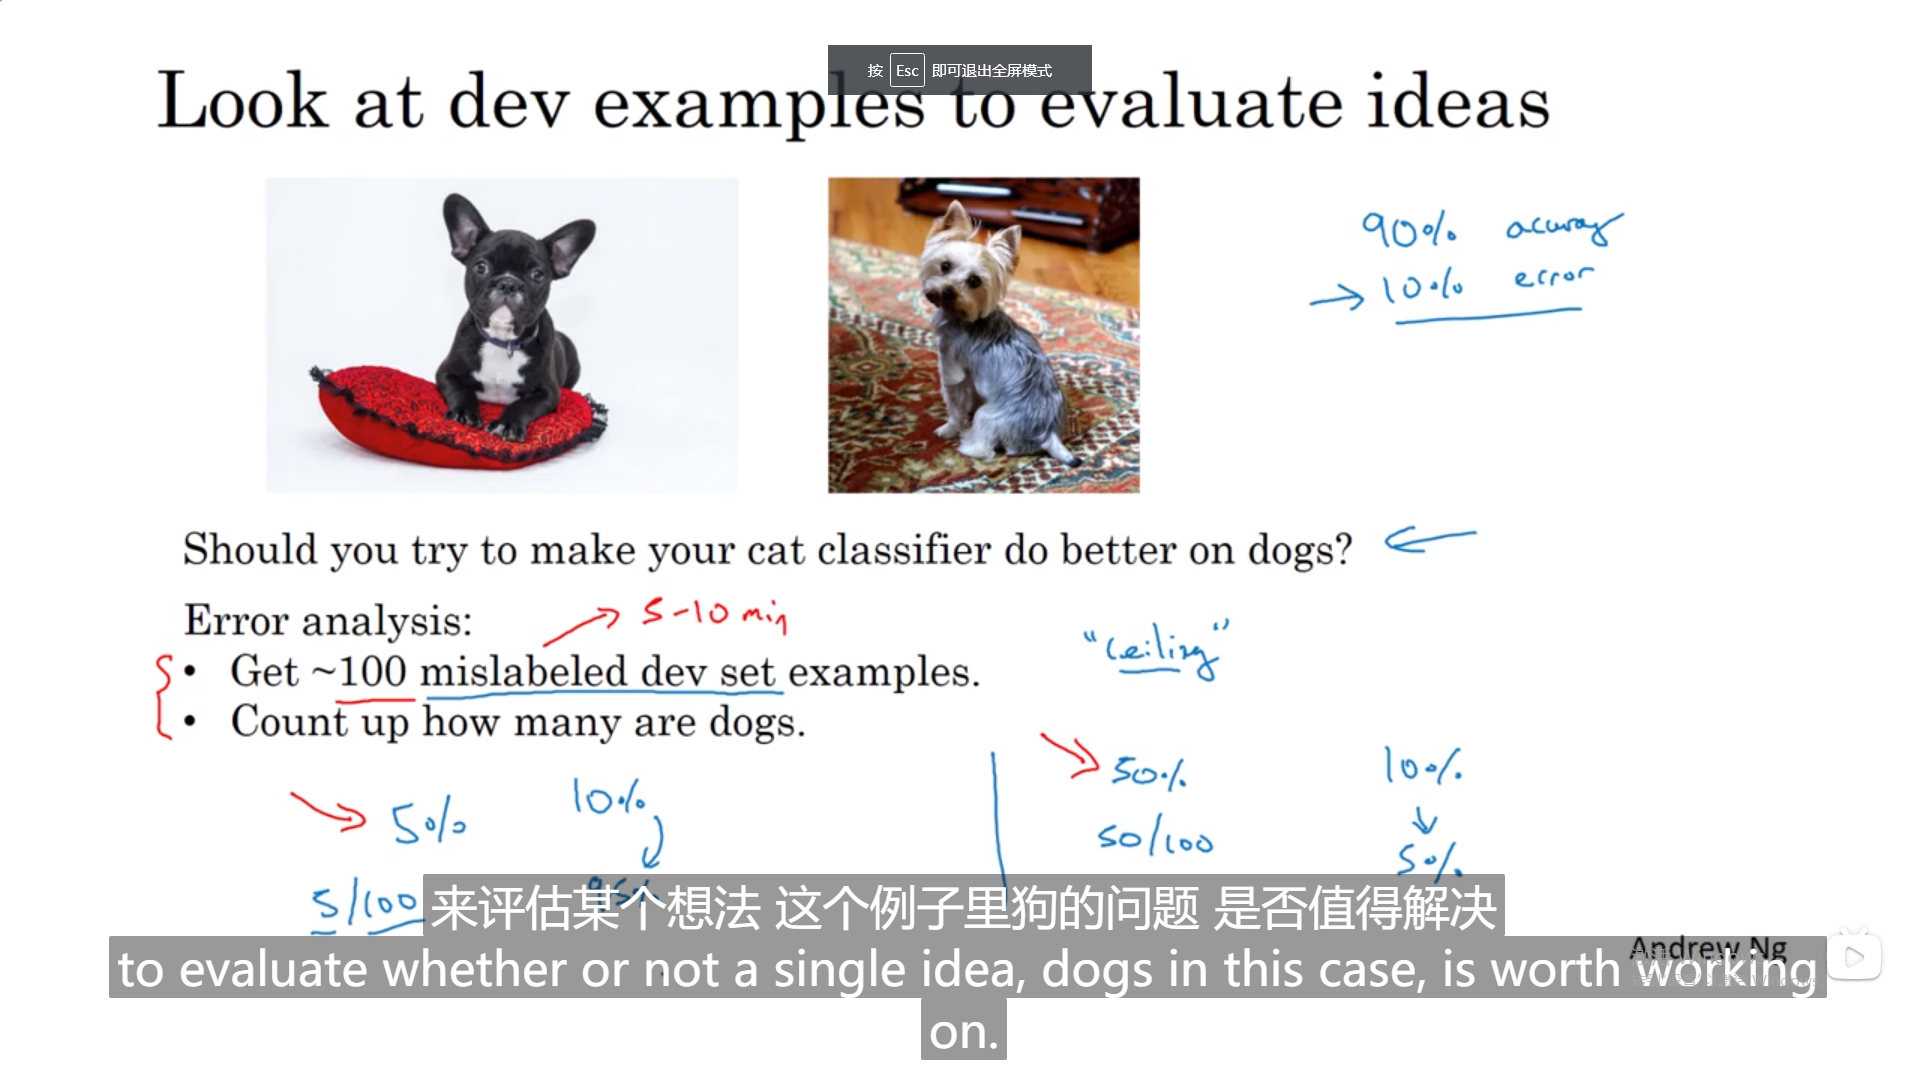 按 Esc 即可退出全屏模式
Look at dev examples to evaluate ideas
90% accuracy
→ 10% error
Should you try to make your cat classifier do better on dogs?
Error analysis:
5-10 min
"ceiling"
• Get ~100 mislabeled dev set examples.
• Count up how many are dogs.
5% 10%
5/100
50% 10%
50/100 5%
来评估某个想法 这个例子里狗的问题 是否值得解决
Andrew Ng
to evaluate whether or not a single idea, dogs in this case, is worth working
on.